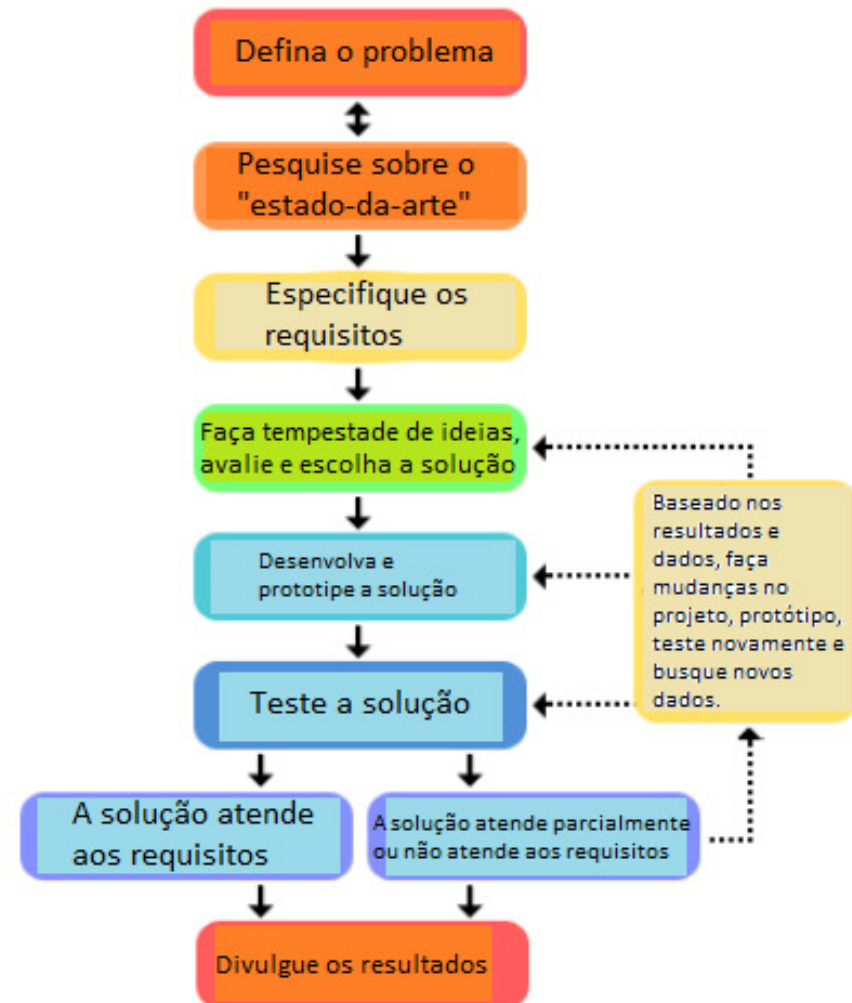 Defina o problema
Pesquise sobre o
"estado-da-arte"
Especifique os
requisitos
Faça tempestade de ideias,
avalie e escolha a solução
Desenvolva e
prototipe a solução
Baseado nos
resultados e
dados, faça
mudanças no
projeto, protótipo,
teste novamente e
busque novos
dados.
Teste a solução
A solução atende
aos requisitos
A solução atende parcialmente
ou não atende aos requisitos
Divulgue os resultados